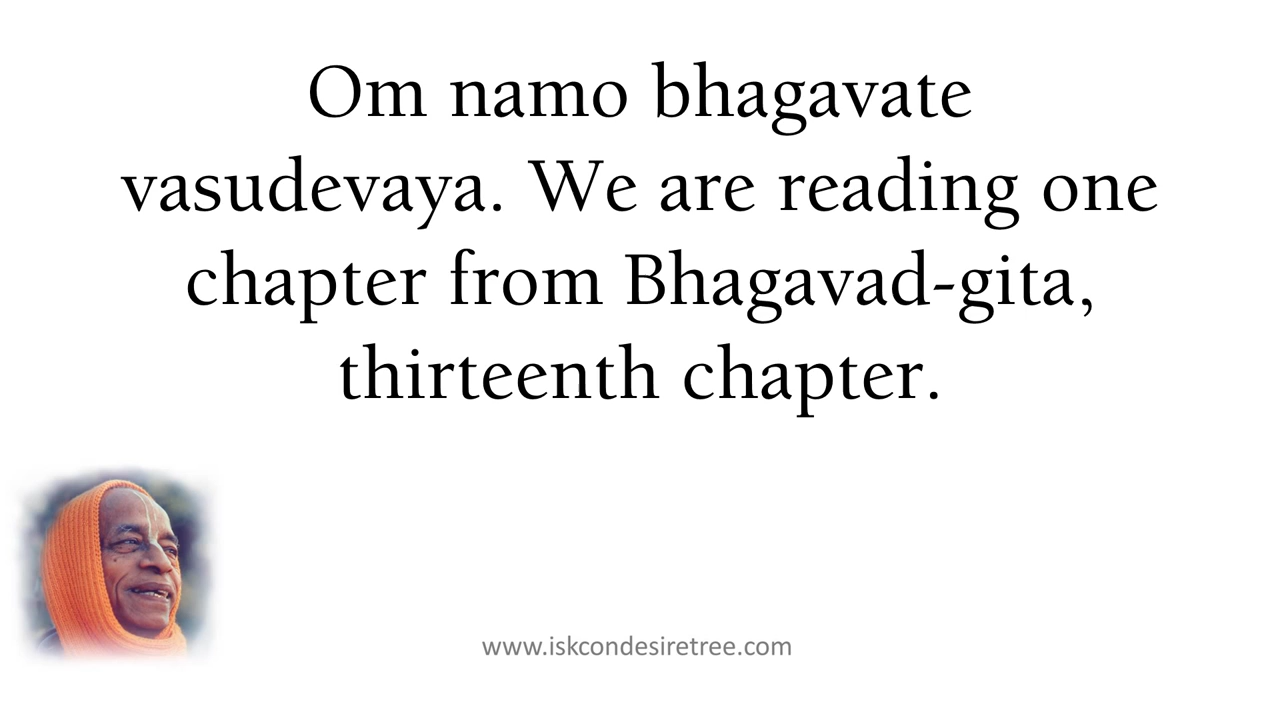 Om namo bhagavate
vasudevaya. We are reading one
chapter from Bhagavad-gita,
thirteenth chapter.
www.iskcondesiretree.com